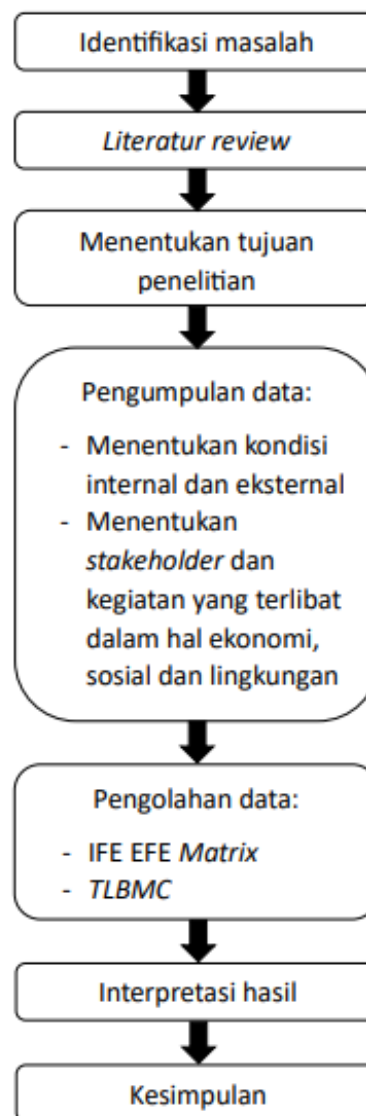 Identifikasi masalah
Literatur review
Menentukan tujuan
penelitian
Pengumpulan data:
- Menentukan kondisi
internal dan eksternal
- Menentukan
stakeholder dan
kegiatan yang terlibat
dalam hal ekonomi,
sosial dan lingkungan
Pengolahan data:
- IFE EFE Matrix
- TLBMC
Interpretasi hasil
Kesimpulan